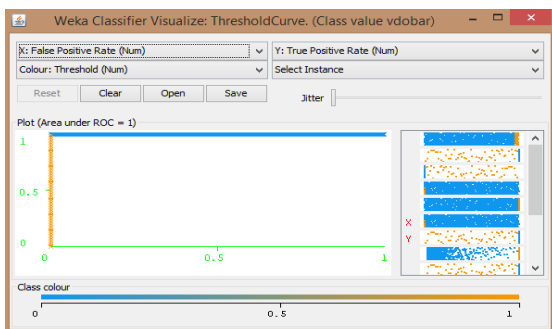 Weka Classifier Visualize: ThresholdCurve. (Class value vdobar)
X: False Positive Rate (Num)
Y: True Positive Rate (Num)
Colour: Threshold (Num)
Select Instance
Reset Clear Open Save Jitter
Plot (Area under ROC = 1)
1
0.5
0
0 0.5 1
X
Y
Class colour
0 0.5 1